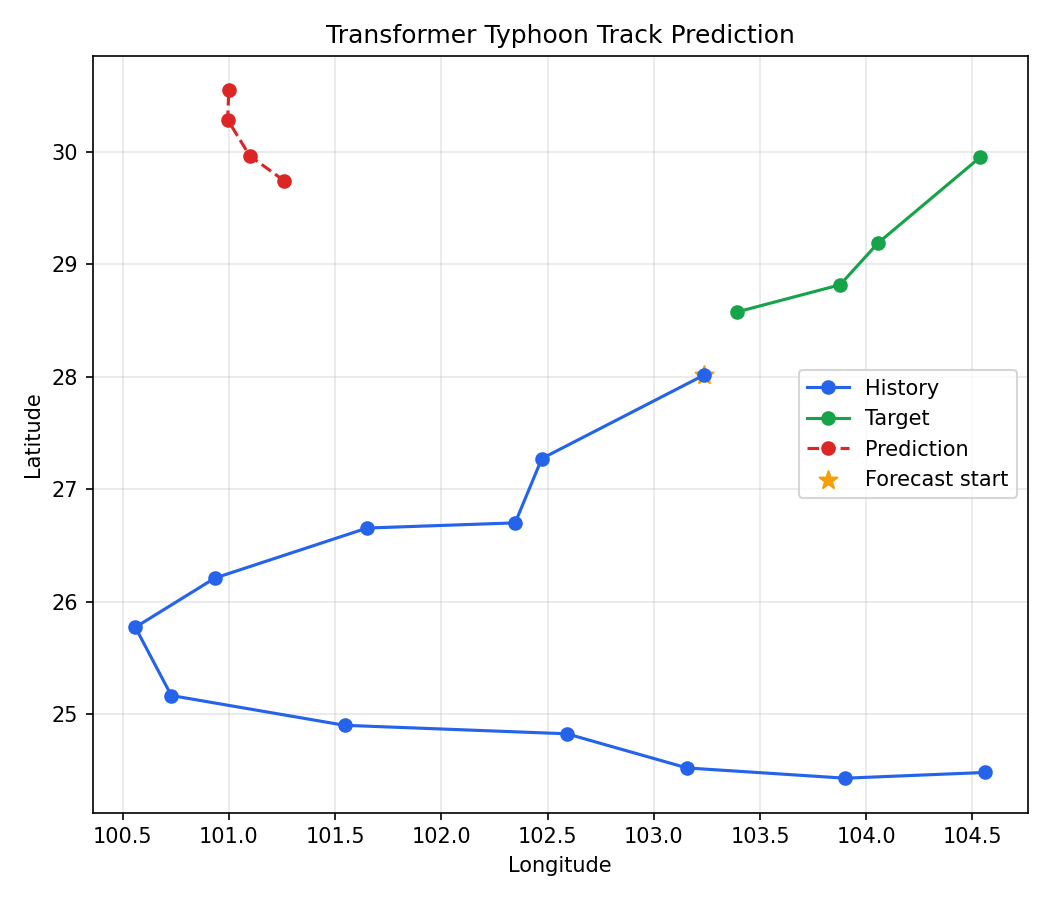 Transformer Typhoon Track Prediction
Latitude
30
29
28
27
26
25
History
Target
Prediction
Forecast start
100.5 101.0 101.5 102.0 102.5 103.0 103.5 104.0 104.5
Longitude